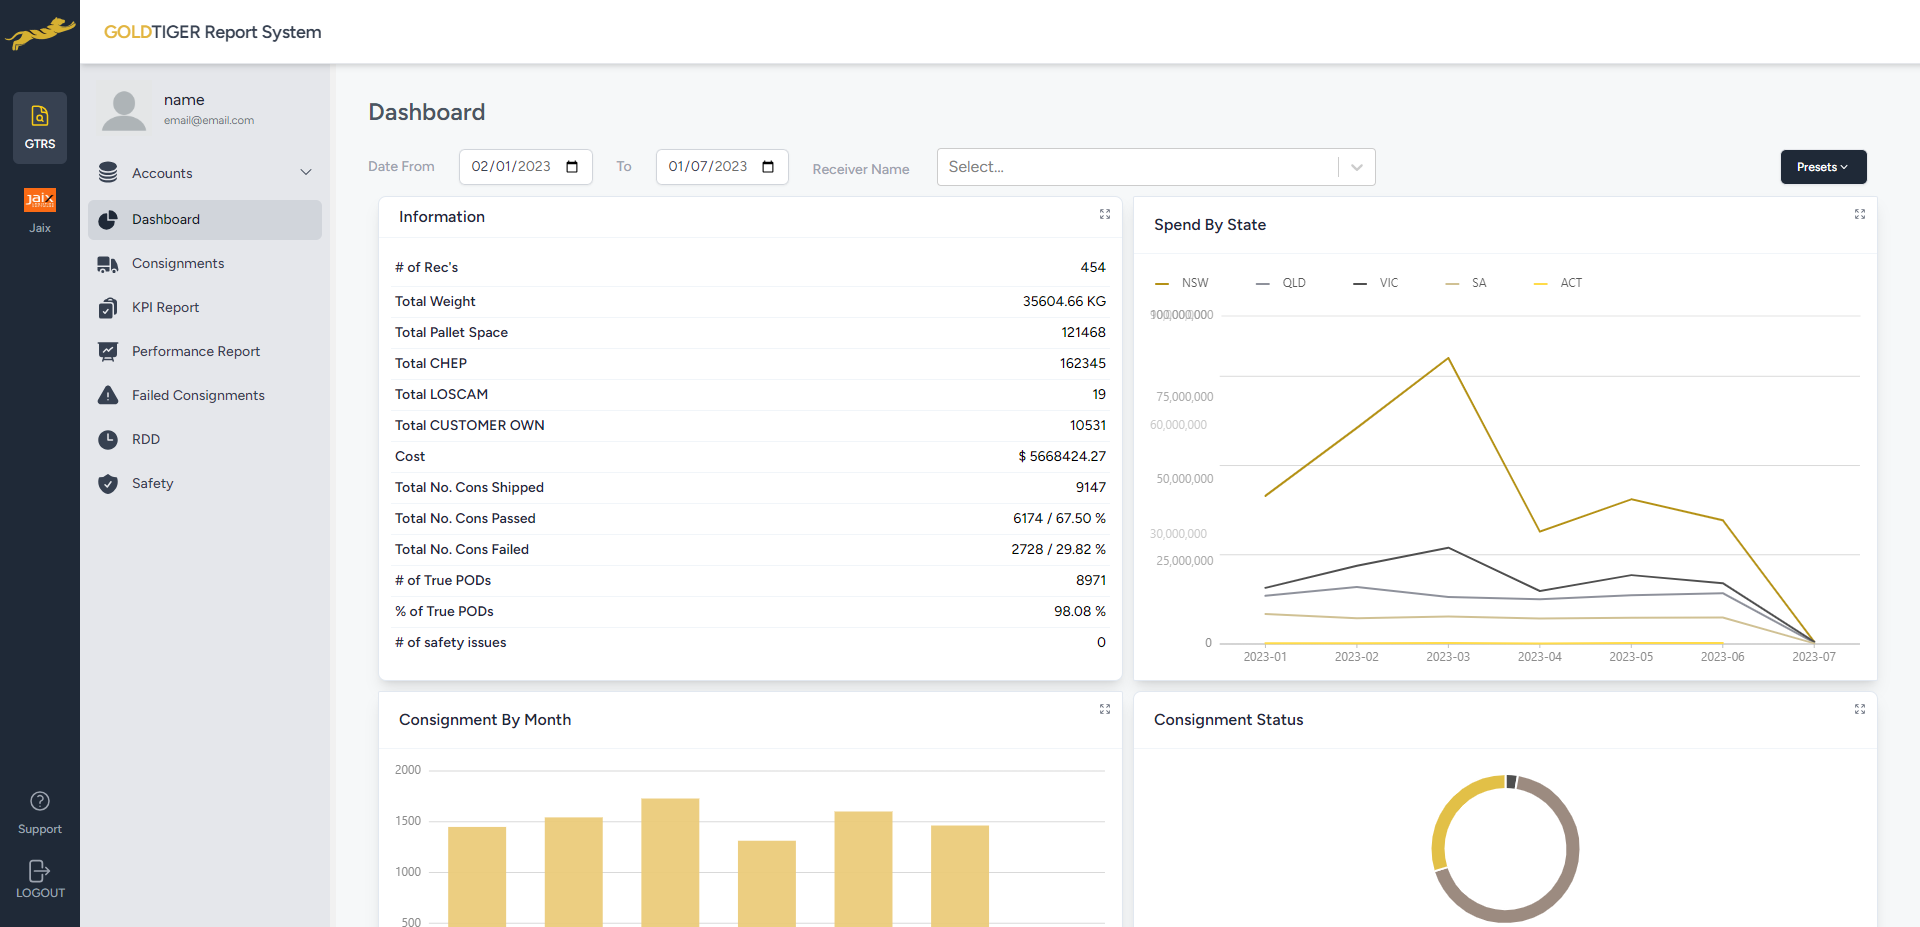 GOLDTIGER Report System
GTRS
Jaix
Jaix
Support
LOGOUT
name
email@email.com
Accounts
Dashboard
Consignments
KPI Report
Performance Report
Failed Consignments
RDD
Safety
Dashboard
Date From 02/01/2023 To 01/07/2023 Receiver Name Select... Presets
Information
# of Rec's 454
Total Weight 35604.66 KG
Total Pallet Space 121468
Total CHEP 162345
Total LOSCAM 19
Total CUSTOMER OWN 10531
Cost $ 5668424.27
Total No. Cons Shipped 9147
Total No. Cons Passed 6174 / 67.50 %
Total No. Cons Failed 2728 / 29.82 %
# of True PODs 8971
% of True PODs 98.08 %
# of safety issues 0
Spend By State
NSW QLD VIC SA ACT
100,000,000
75,000,000
60,000,000
50,000,000
30,000,000
25,000,000
0
2023-01 2023-02 2023-03 2023-04 2023-05 2023-06 2023-07
Consignment By Month
2000
1500
1000
500
Consignment Status